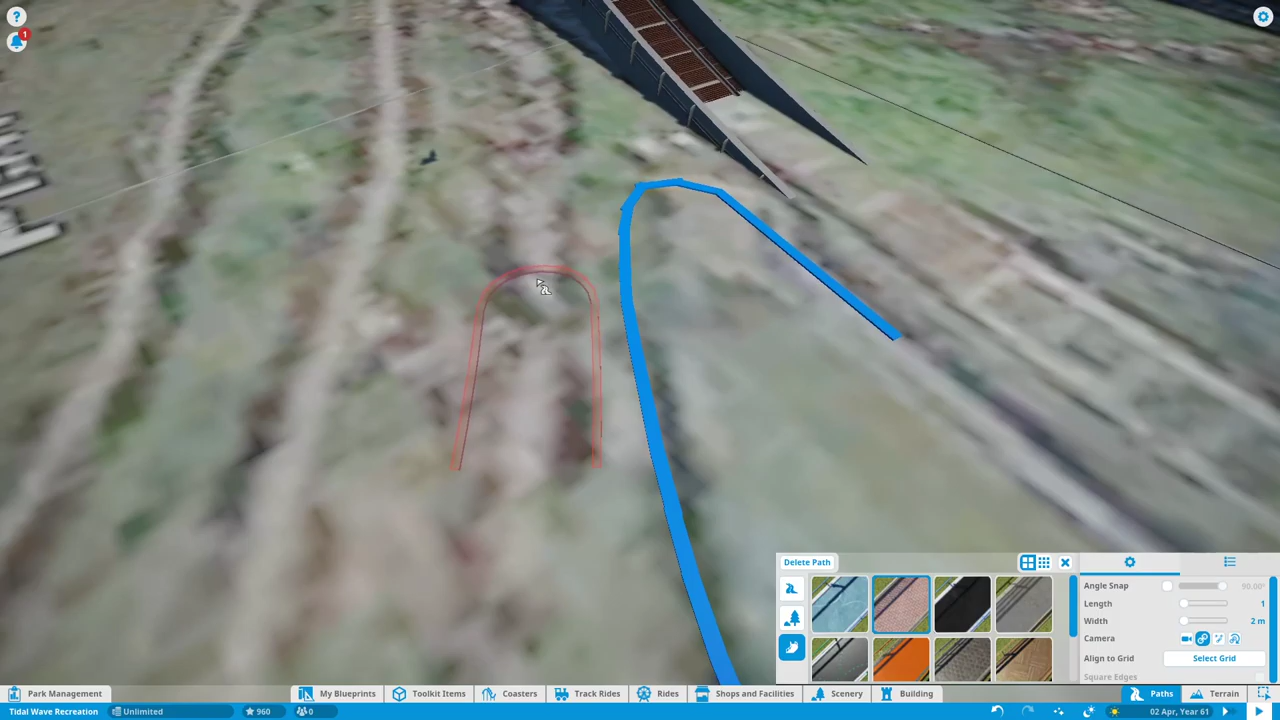 ?
1
Delete Path
Angle Snap 90.00°
Length 1
Width 2 m
Camera
Align to Grid Select Grid
Square Edges
Park Management My Blueprints Toolkit Items Coasters Track Rides Rides Shops and Facilities Scenery Building Paths Terrain
Tidal Wave Recreation Unlimited 960 0 02 Apr, Year 61